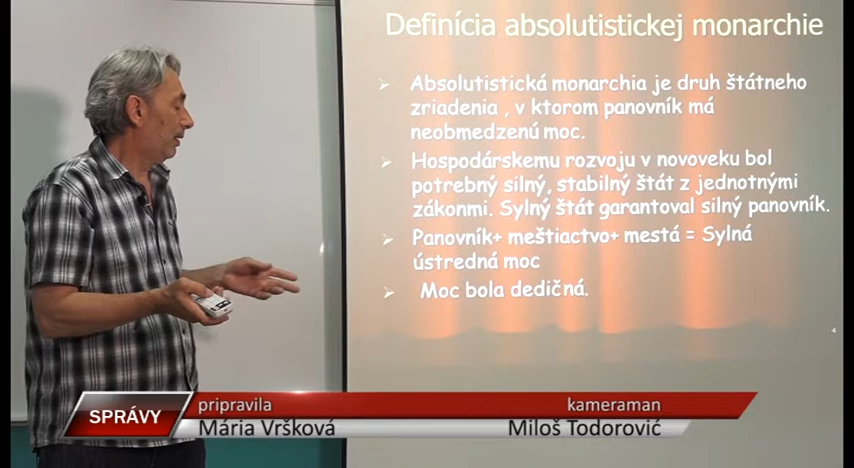 Definícia absolutistickej monarchie
Absolutistická monarchia je druh štátneho
zriadenia , v ktorom panovník má
neobmedzenú moc.
Hospodárskemu rozvoju v novoveku bol
potrebný silný, stabilný štát z jednotnými
zákonmi. Sylný štát garantoval silný panovník.
Panovník+ meštiactvo+ mestá = Sylná
ústredná moc
Moc bola dedičná.
4
SPRÁVY
pripravila
kameraman
Mária Vršková
Miloš Todorović